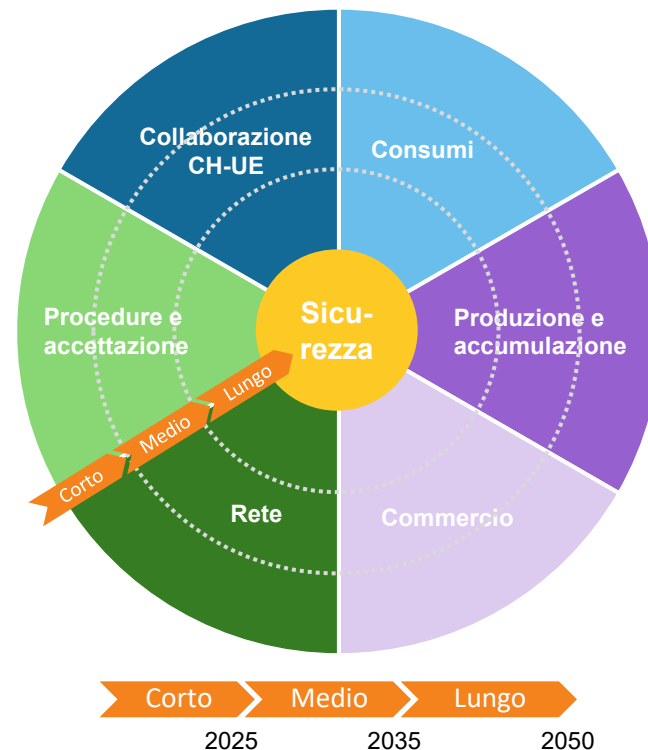 Collaborazione
CH-UE
Consumi
Procedure e
accettazione
Sicu-
rezza
Produzione e
accumulazione
Lungo
Medio
Corto
Rete
Commercio
Corto
Medio
Lungo
2025
2035
2050